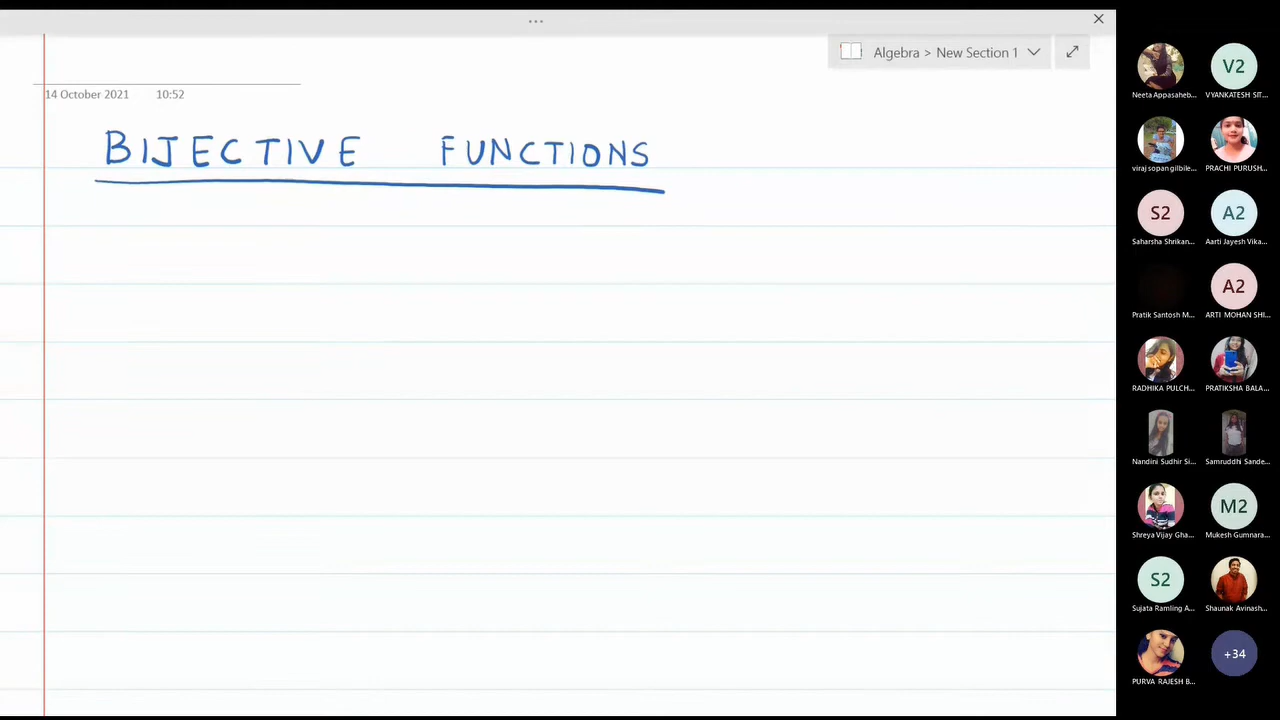 Algebra > New Section 1
14 October 2021 10:52
BIJECTIVE FUNCTIONS
Neeta Appasaheb...
V2
VYANKATESH SIT...
viraj sopan gilbile...
PRACHI PURUSH...
S2
Saharsha Shrikan...
A2
Aarti Jayesh Vika...
Pratik Santosh M...
A2
ARTI MOHAN SHI...
RADHIKA PULCH...
PRATIKSHA BALA...
Nandini Sudhir Si...
Samruddhi Sande...
Shreya Vijay Gha...
M2
Mukesh Gumnara...
S2
Sujata Ramling A...
Shaunak Avinash...
PURVA RAJESH B...
+34